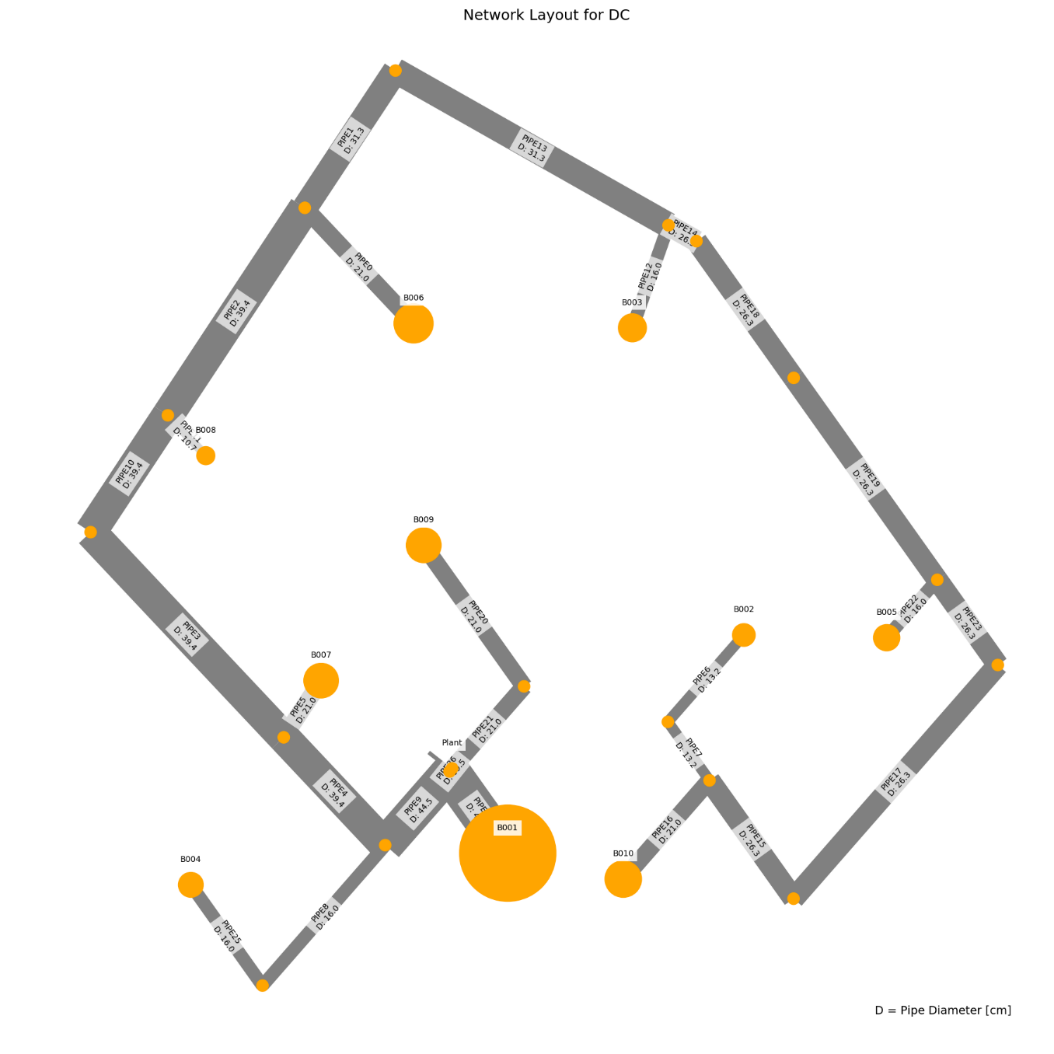 Network Layout for DC
PIPE1
D: 31.3
PIPE13
D: 31.3
PIPE14
PIPE0
D: 21.0
PIPE12
D: 16.0
B006
B003
PIPE2
D: 39.4
PIPE18
D: 26.3
D: 10.7
B008
PIPE10
D: 39.4
PIPE19
D: 26.3
B009
PIPE20
D: 21.0
PIPE3
D: 39.4
B002
B005
D: 16.0
PIPE23
D: 26.3
B007
PIPE5
D: 21.0
PIPE6
D: 13.2
PIPE21
D: 21.0
Plant
PIPE7
D: 13.2
PIPE4
D: 39.4
PIPE9
D: 44.5
PIPE17
D: 26.3
B001
PIPE16
D: 21.0
PIPE15
D: 26.3
B010
B004
PIPE8
D: 16.0
PIPE25
D: 16.0
D = Pipe Diameter [cm]